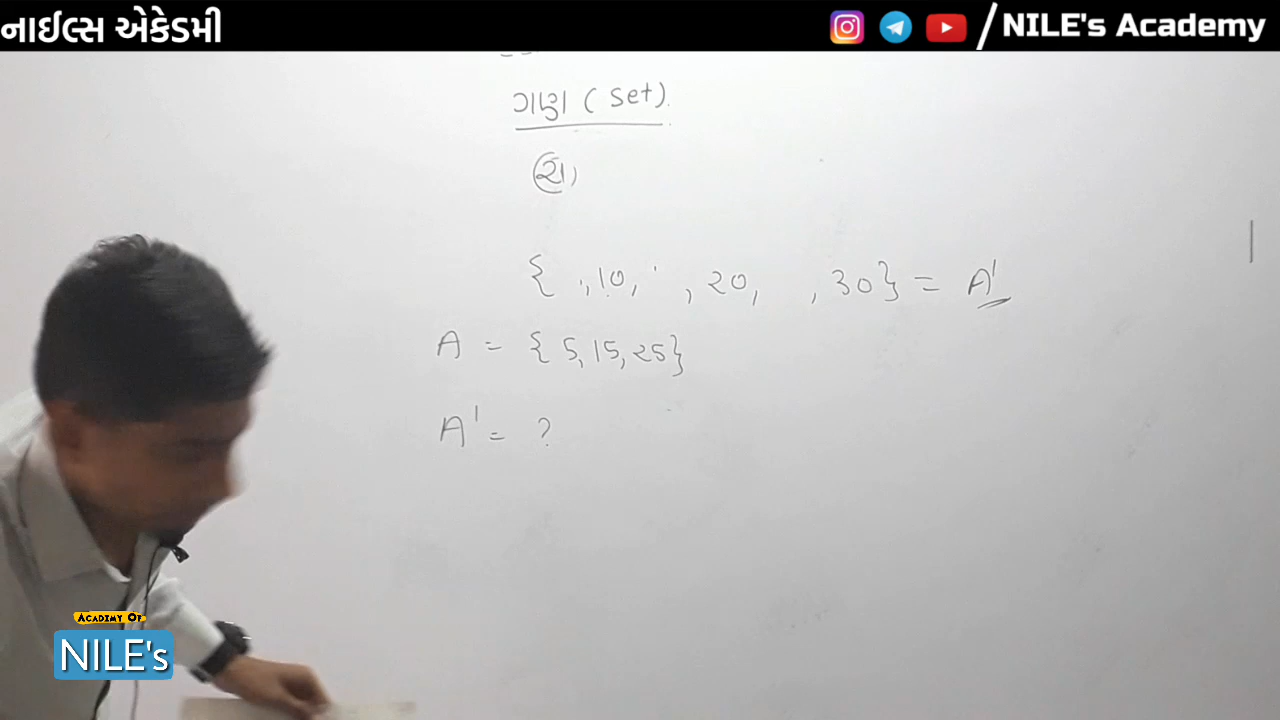 નાઈલ્સ એકેડમી
/NILE's Academy
ગણ (Set).
{ , 10, , 20, , 30} = A'
A = {5, 15, 25}
A' = ?
ACADEMY OF
NILE's